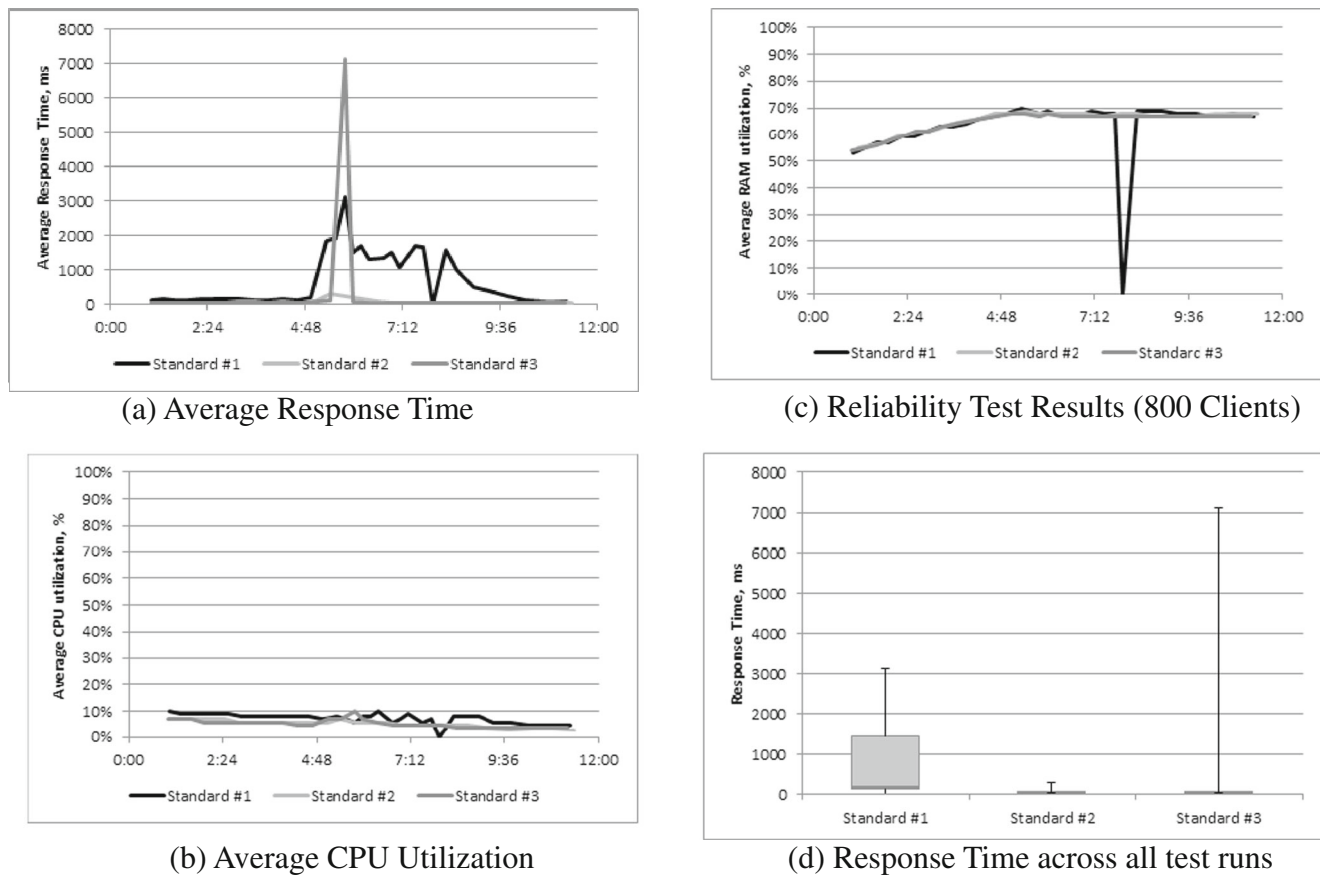 8000
7000
6000
5000
4000
3000
2000
1000
0
Average Response Time, ms
0:00 2:24 4:48 7:12 9:36 12:00
Standard #1 Standard #2 Standard #3
(a) Average Response Time
100%
90%
80%
70%
60%
50%
40%
30%
20%
10%
0%
Average RAM utilization, %
0:00 2:24 4:48 7:12 9:36 12:00
Standard #1 Standard #2 Standarc #3
(c) Reliability Test Results (800 Clients)
100%
90%
80%
70%
60%
50%
40%
30%
20%
10%
0%
Average CPU utilization, %
0:00 2:24 4:48 7:12 9:36 12:00
Standard #1 Standard #2 Standard #3
(b) Average CPU Utilization
8000
7000
6000
5000
4000
3000
2000
1000
0
Response Time, ms
Standard #1 Standard #2 Standard #3
(d) Response Time across all test runs